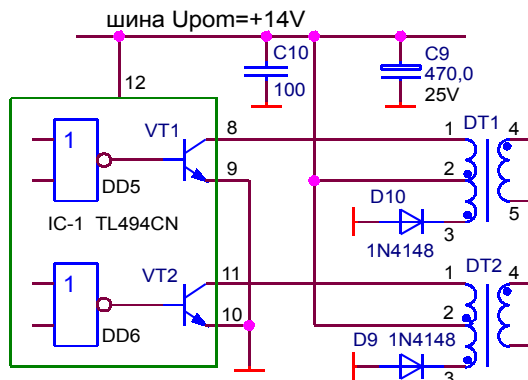 шина Upom=+14V
C10
100
C9
470,0
25V
12
1
VT1
DD5
8
9
IC-1 TL494CN
1
VT2
DD6
11
10
DT1
1
2
3
4
5
D10
1N4148
DT2
1
2
3
4
D9 1N4148